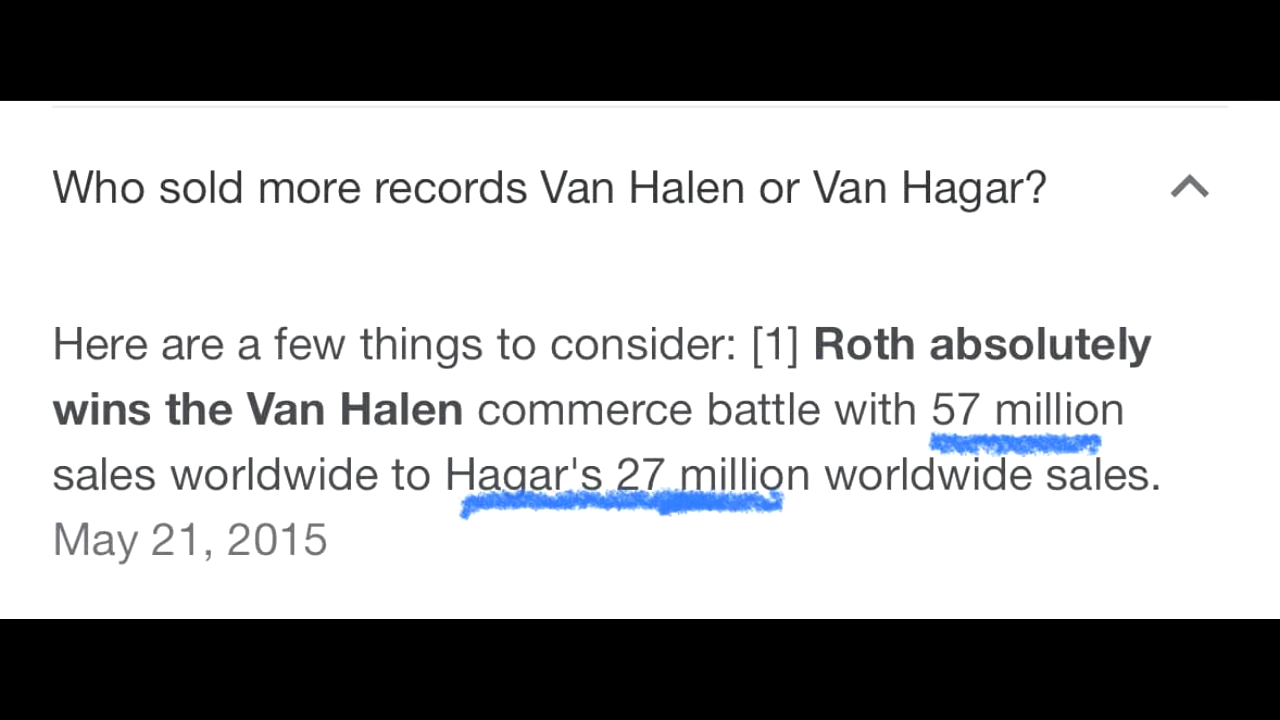 Who sold more records Van Halen or Van Hagar?
Here are a few things to consider: [1] Roth absolutely
wins the Van Halen commerce battle with 57 million
sales worldwide to Hagar's 27 million worldwide sales.
May 21, 2015